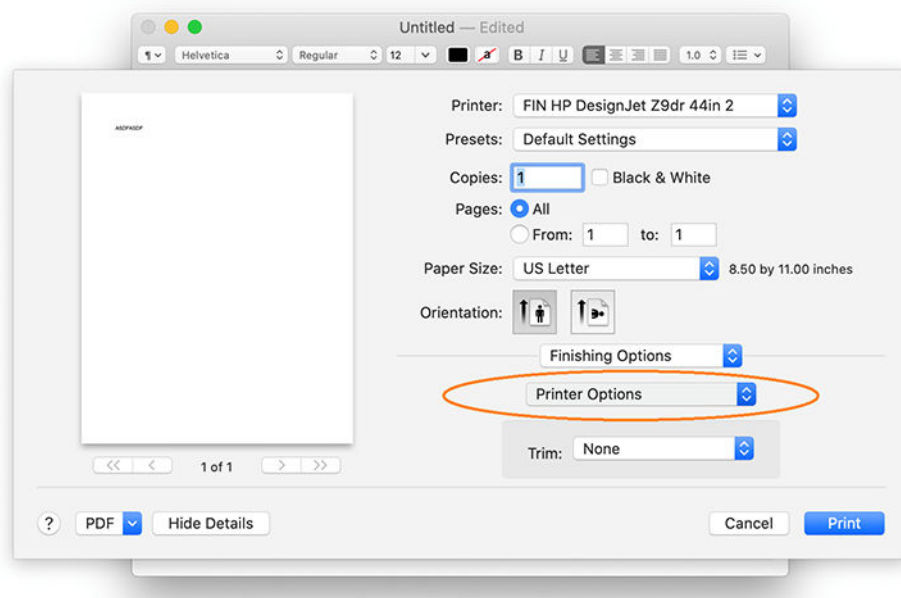 Untitled — Edited
¶ Helvetica Regular 12 a B I U 1.0
ASDFASDF
Printer: FIN HP DesignJet Z9dr 44in 2
Presets: Default Settings
Copies: 1 Black & White
Pages: All
From: 1 to: 1
Paper Size: US Letter 8.50 by 11.00 inches
Orientation:
Finishing Options
Printer Options
Trim: None
<< < 1 of 1 > >>
? PDF Hide Details Cancel Print